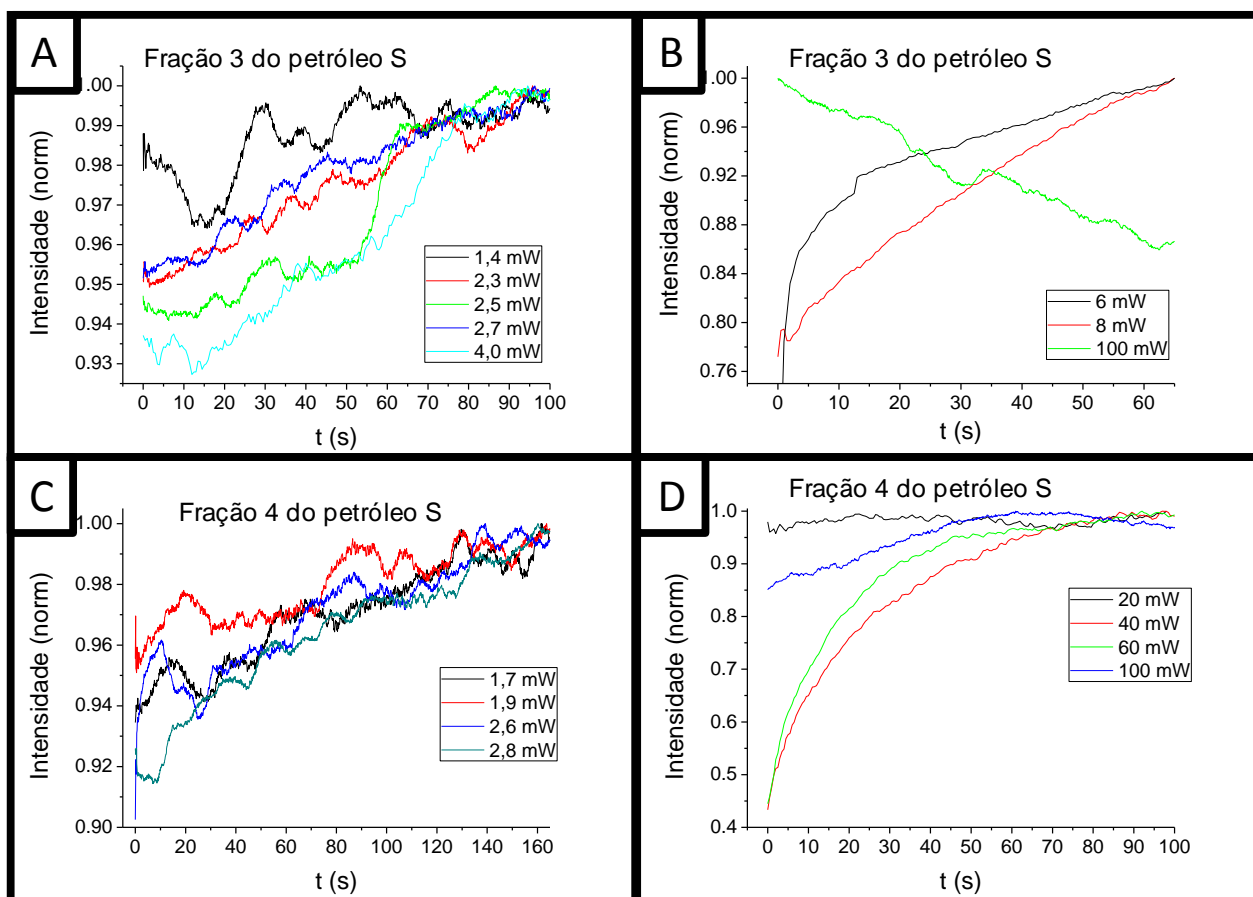 A
Fração 3 do petróleo S
1.00
0.99
0.98
0.97
0.96
0.95
0.94
0.93
Intensidade (norm)
1,4 mW
2,3 mW
2,5 mW
2,7 mW
4,0 mW
0 10 20 30 40 50 60 70 80 90 100
t (s)
B
Fração 3 do petróleo S
1.00
0.96
0.92
0.88
0.84
0.80
0.76
Intensidade (norm)
6 mW
8 mW
100 mW
0 10 20 30 40 50 60
t (s)
C
Fração 4 do petróleo S
1.00
0.98
0.96
0.94
0.92
0.90
Intensidade (norm)
1,7 mW
1,9 mW
2,6 mW
2,8 mW
0 20 40 60 80 100 120 140 160
t (s)
D
Fração 4 do petróleo S
1.0
0.9
0.8
0.7
0.6
0.5
0.4
Intensidade (norm)
20 mW
40 mW
60 mW
100 mW
0 10 20 30 40 50 60 70 80 90 100
t (s)